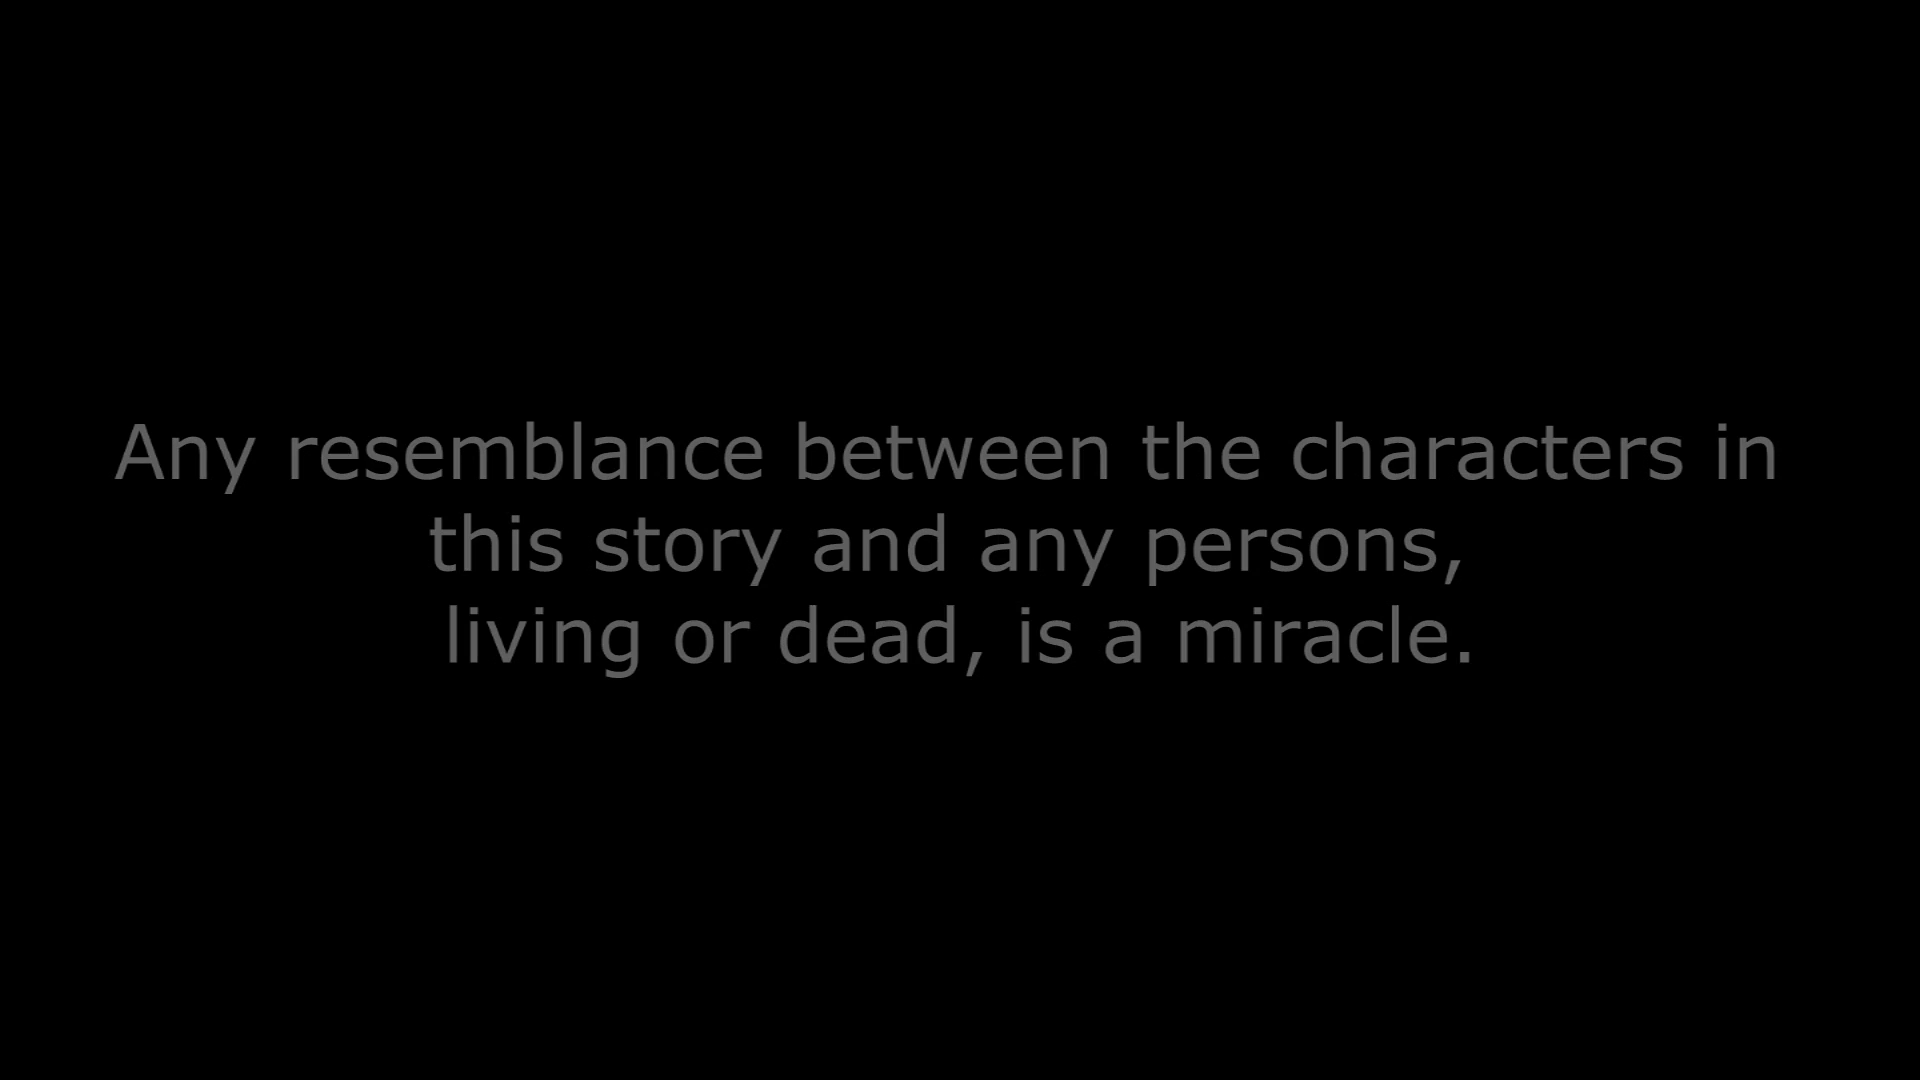 Any resemblance between the characters in
this story and any persons,
living or dead, is a miracle.